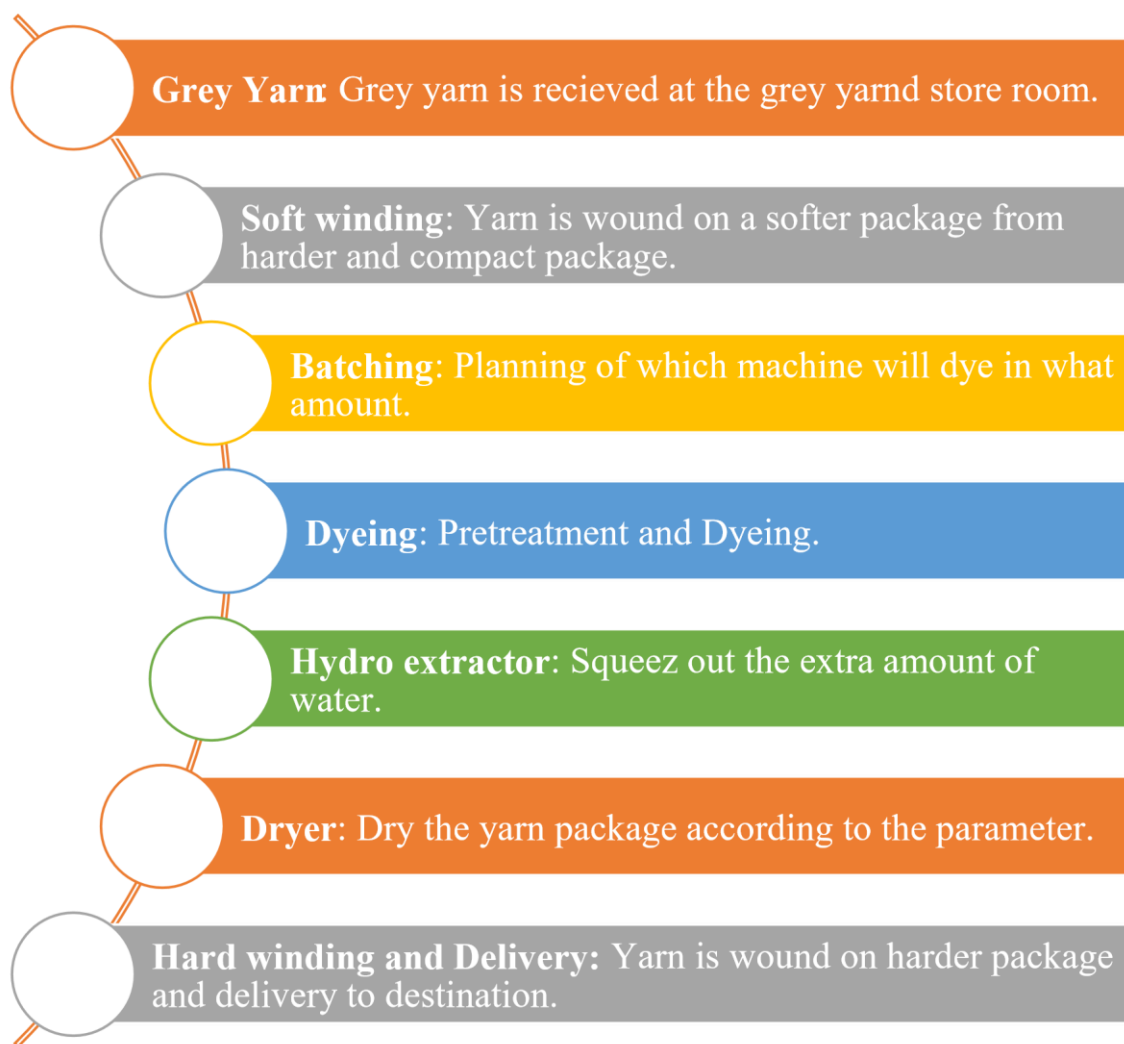 Grey Yarn: Grey yarn is recieved at the grey yarnd store room.
Soft winding: Yarn is wound on a softer package from
harder and compact package.
Batching: Planning of which machine will dye in what
amount.
Dyeing: Pretreatment and Dyeing.
Hydro extractor: Squeez out the extra amount of
water.
Dryer: Dry the yarn package according to the parameter.
Hard winding and Delivery: Yarn is wound on harder package
and delivery to destination.